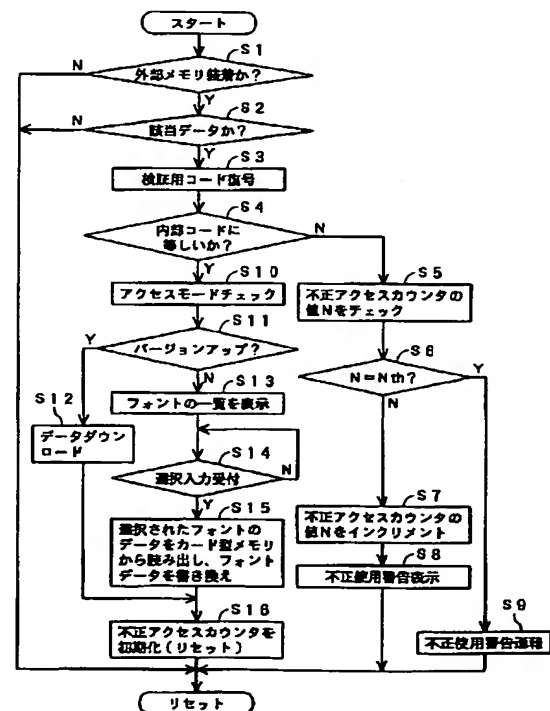 スタート
S1
外部メモリ装着か?
N
Y
S2
該当データか?
N
Y
S3
検証用コード復号
S4
内部コードに
等しいか?
N
Y
S5
不正アクセスカウンタの
値Nをチェック
S10
アクセスモードチェック
S11
バージョンアップ?
Y
N
S6
N=Nth?
Y
N
S12
データダウン
ロード
S13
フォントの一覧を表示
S14
選択入力受付
N
Y
S15
選択されたフォントの
データをカード型メモリ
から読み出し、フォント
データを書き換え
S7
不正アクセスカウンタの
値Nをインクリメント
S8
不正使用警告表示
S9
不正使用警告通報
S16
不正アクセスカウンタを
初期化(リセット)
リセット